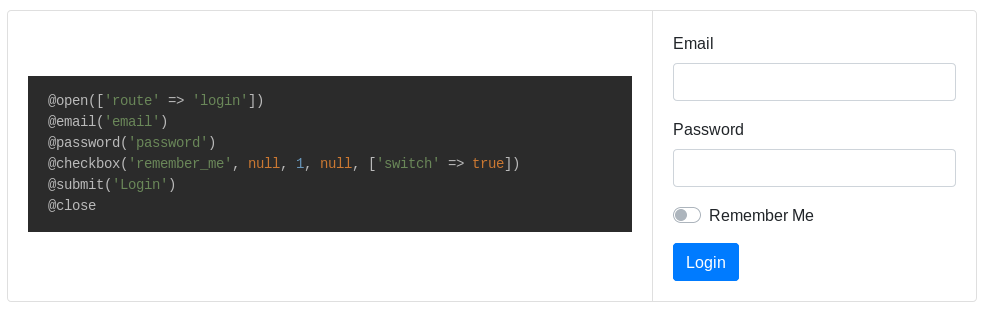 @open(['route' => 'login'])
@email('email')
@password('password')
@checkbox('remember_me', null, 1, null, ['switch' => true])
@submit('Login')
@close
Email
Password
Remember Me
Login